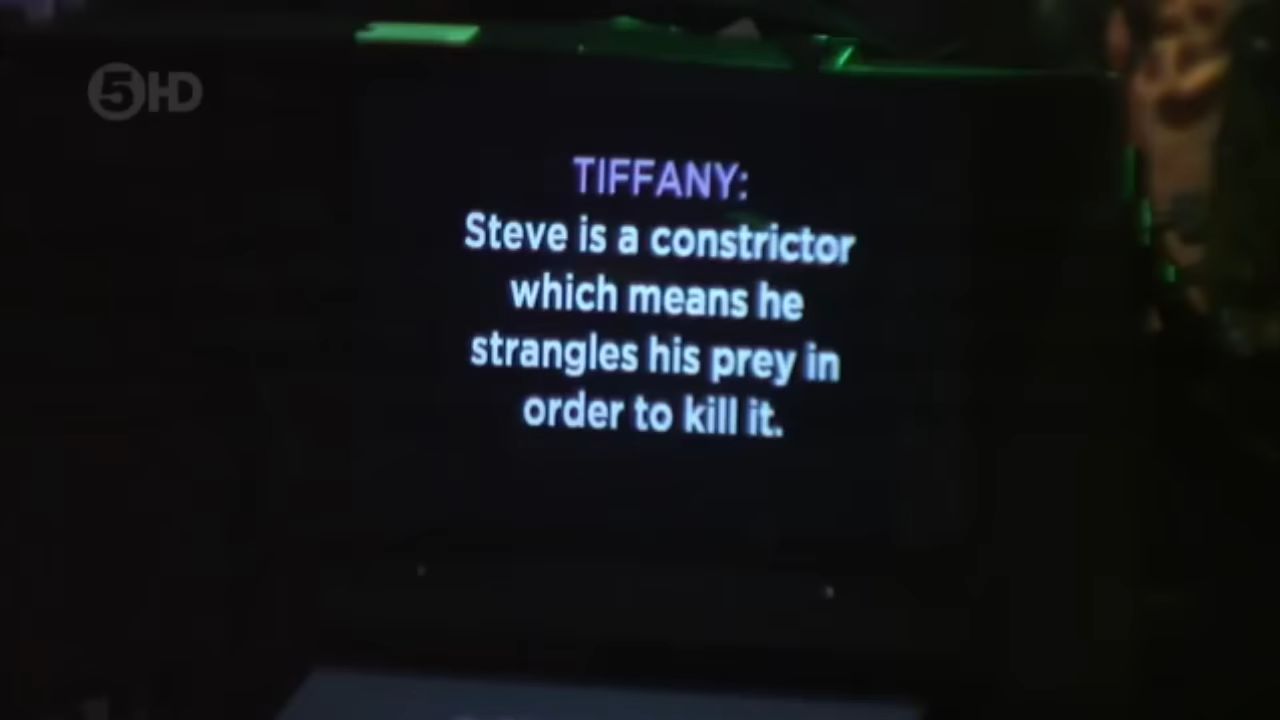 5HD
TIFFANY:
Steve is a constrictor
which means he
strangles his prey in
order to kill it.